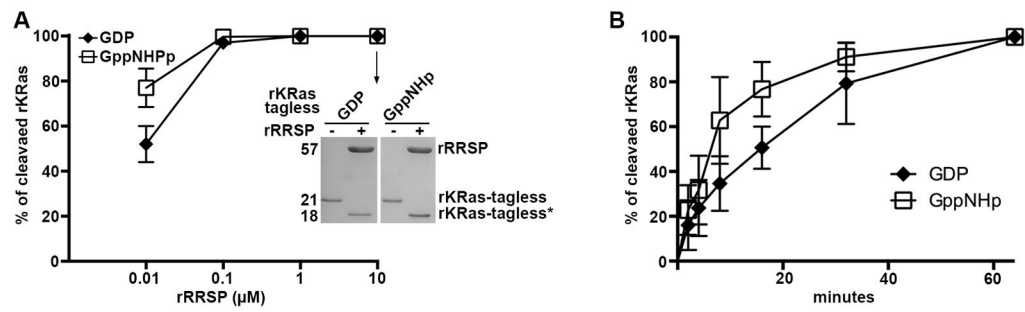 A
GDP
GppNHPp
% of cleavaed rKRas
100
80
60
40
20
0
0.01 0.1 1 10
rRRSP (µM)
rKRas
tagless
GDP
GppNHp
rRRSP - + - +
57
rRRSP
21
rKRas-tagless
18
rKRas-tagless*
B
% of cleavaed rKRas
100
80
60
40
20
0
20 40 60
minutes
GDP
GppNHp